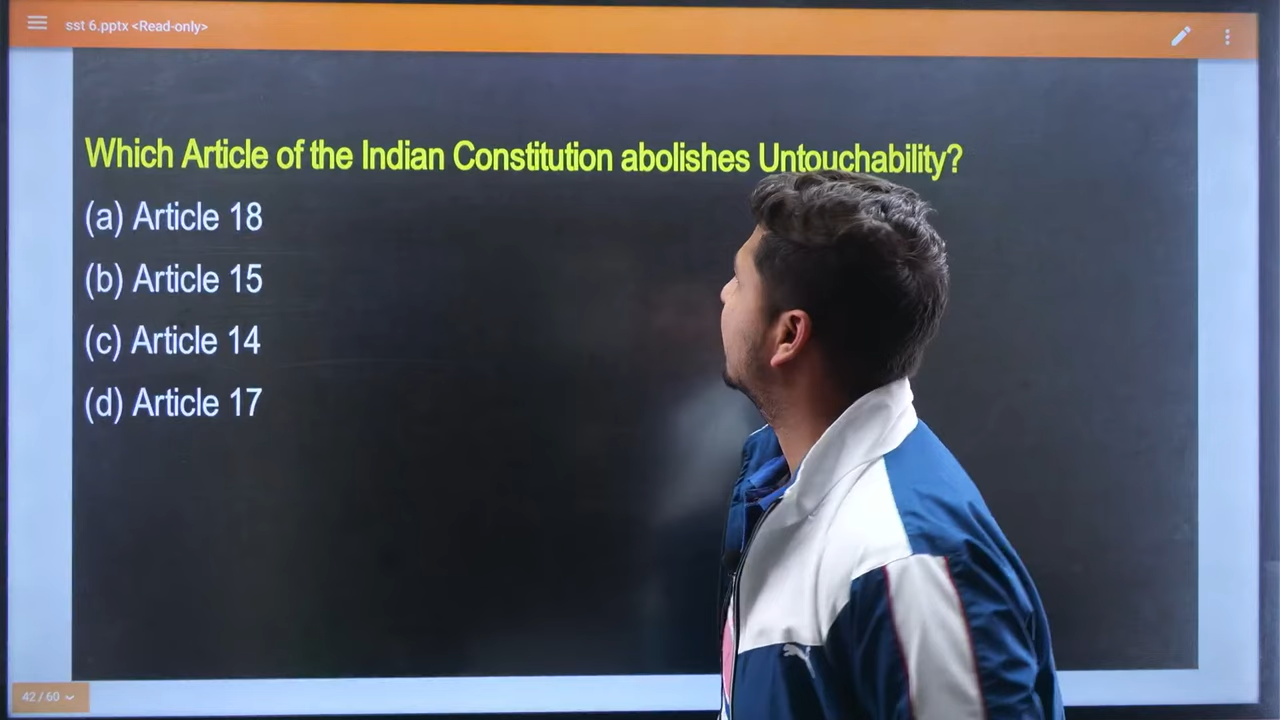 sst 6.pptx <Read-only>
Which Article of the Indian Constitution abolishes Untouchability?
(a) Article 18
(b) Article 15
(c) Article 14
(d) Article 17
42 / 60